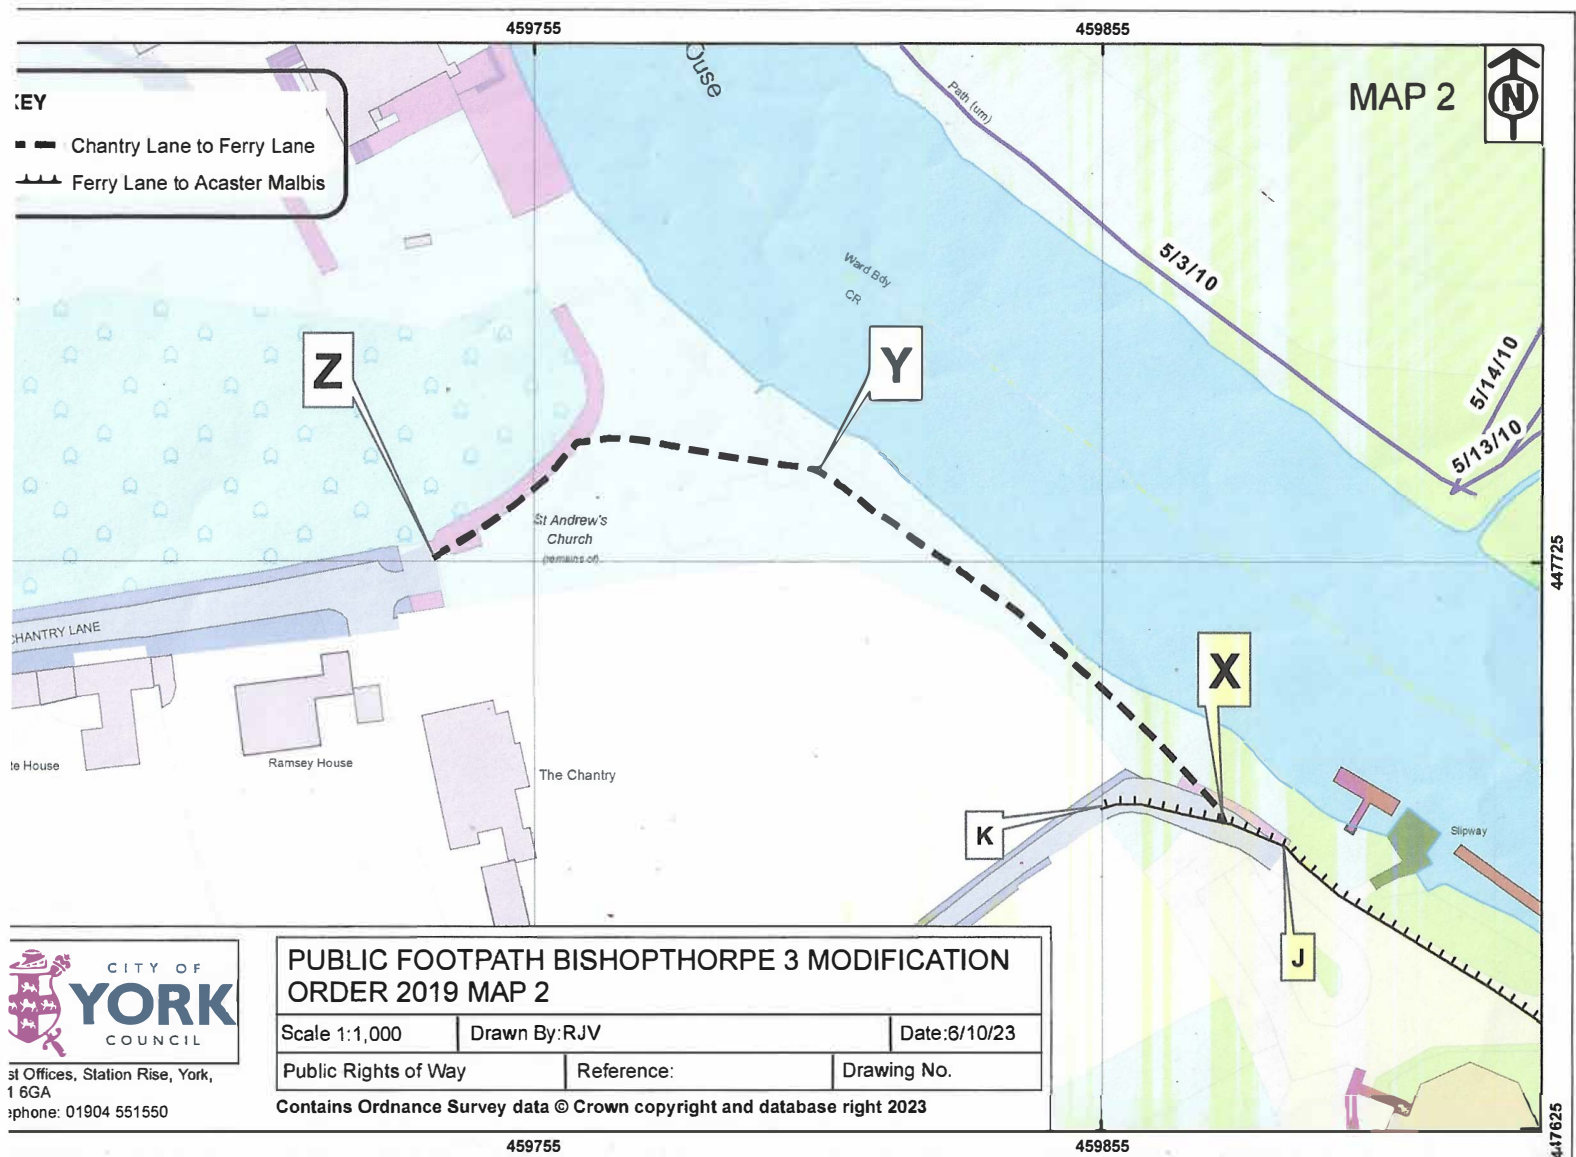 459755
459855
Ouse
Path (um)
MAP 2
N
KEY
Chantry Lane to Ferry Lane
Ferry Lane to Acaster Malbis
5/3/10
Ward Bdy
CR
5/14/10
5/13/10
Z
Y
St Andrew's
Church
(remains of)
447725
CHANTRY LANE
X
te House
Ramsey House
The Chantry
K
Slipway
J
CITY OF
YORK
COUNCIL
st Offices, Station Rise, York,
1 6GA
ephone: 01904 551550
PUBLIC FOOTPATH BISHOPTHORPE 3 MODIFICATION
ORDER 2019 MAP 2
Scale 1:1,000
Drawn By:RJV
Date:6/10/23
Public Rights of Way
Reference:
Drawing No.
Contains Ordnance Survey data © Crown copyright and database right 2023
447625
459755
459855